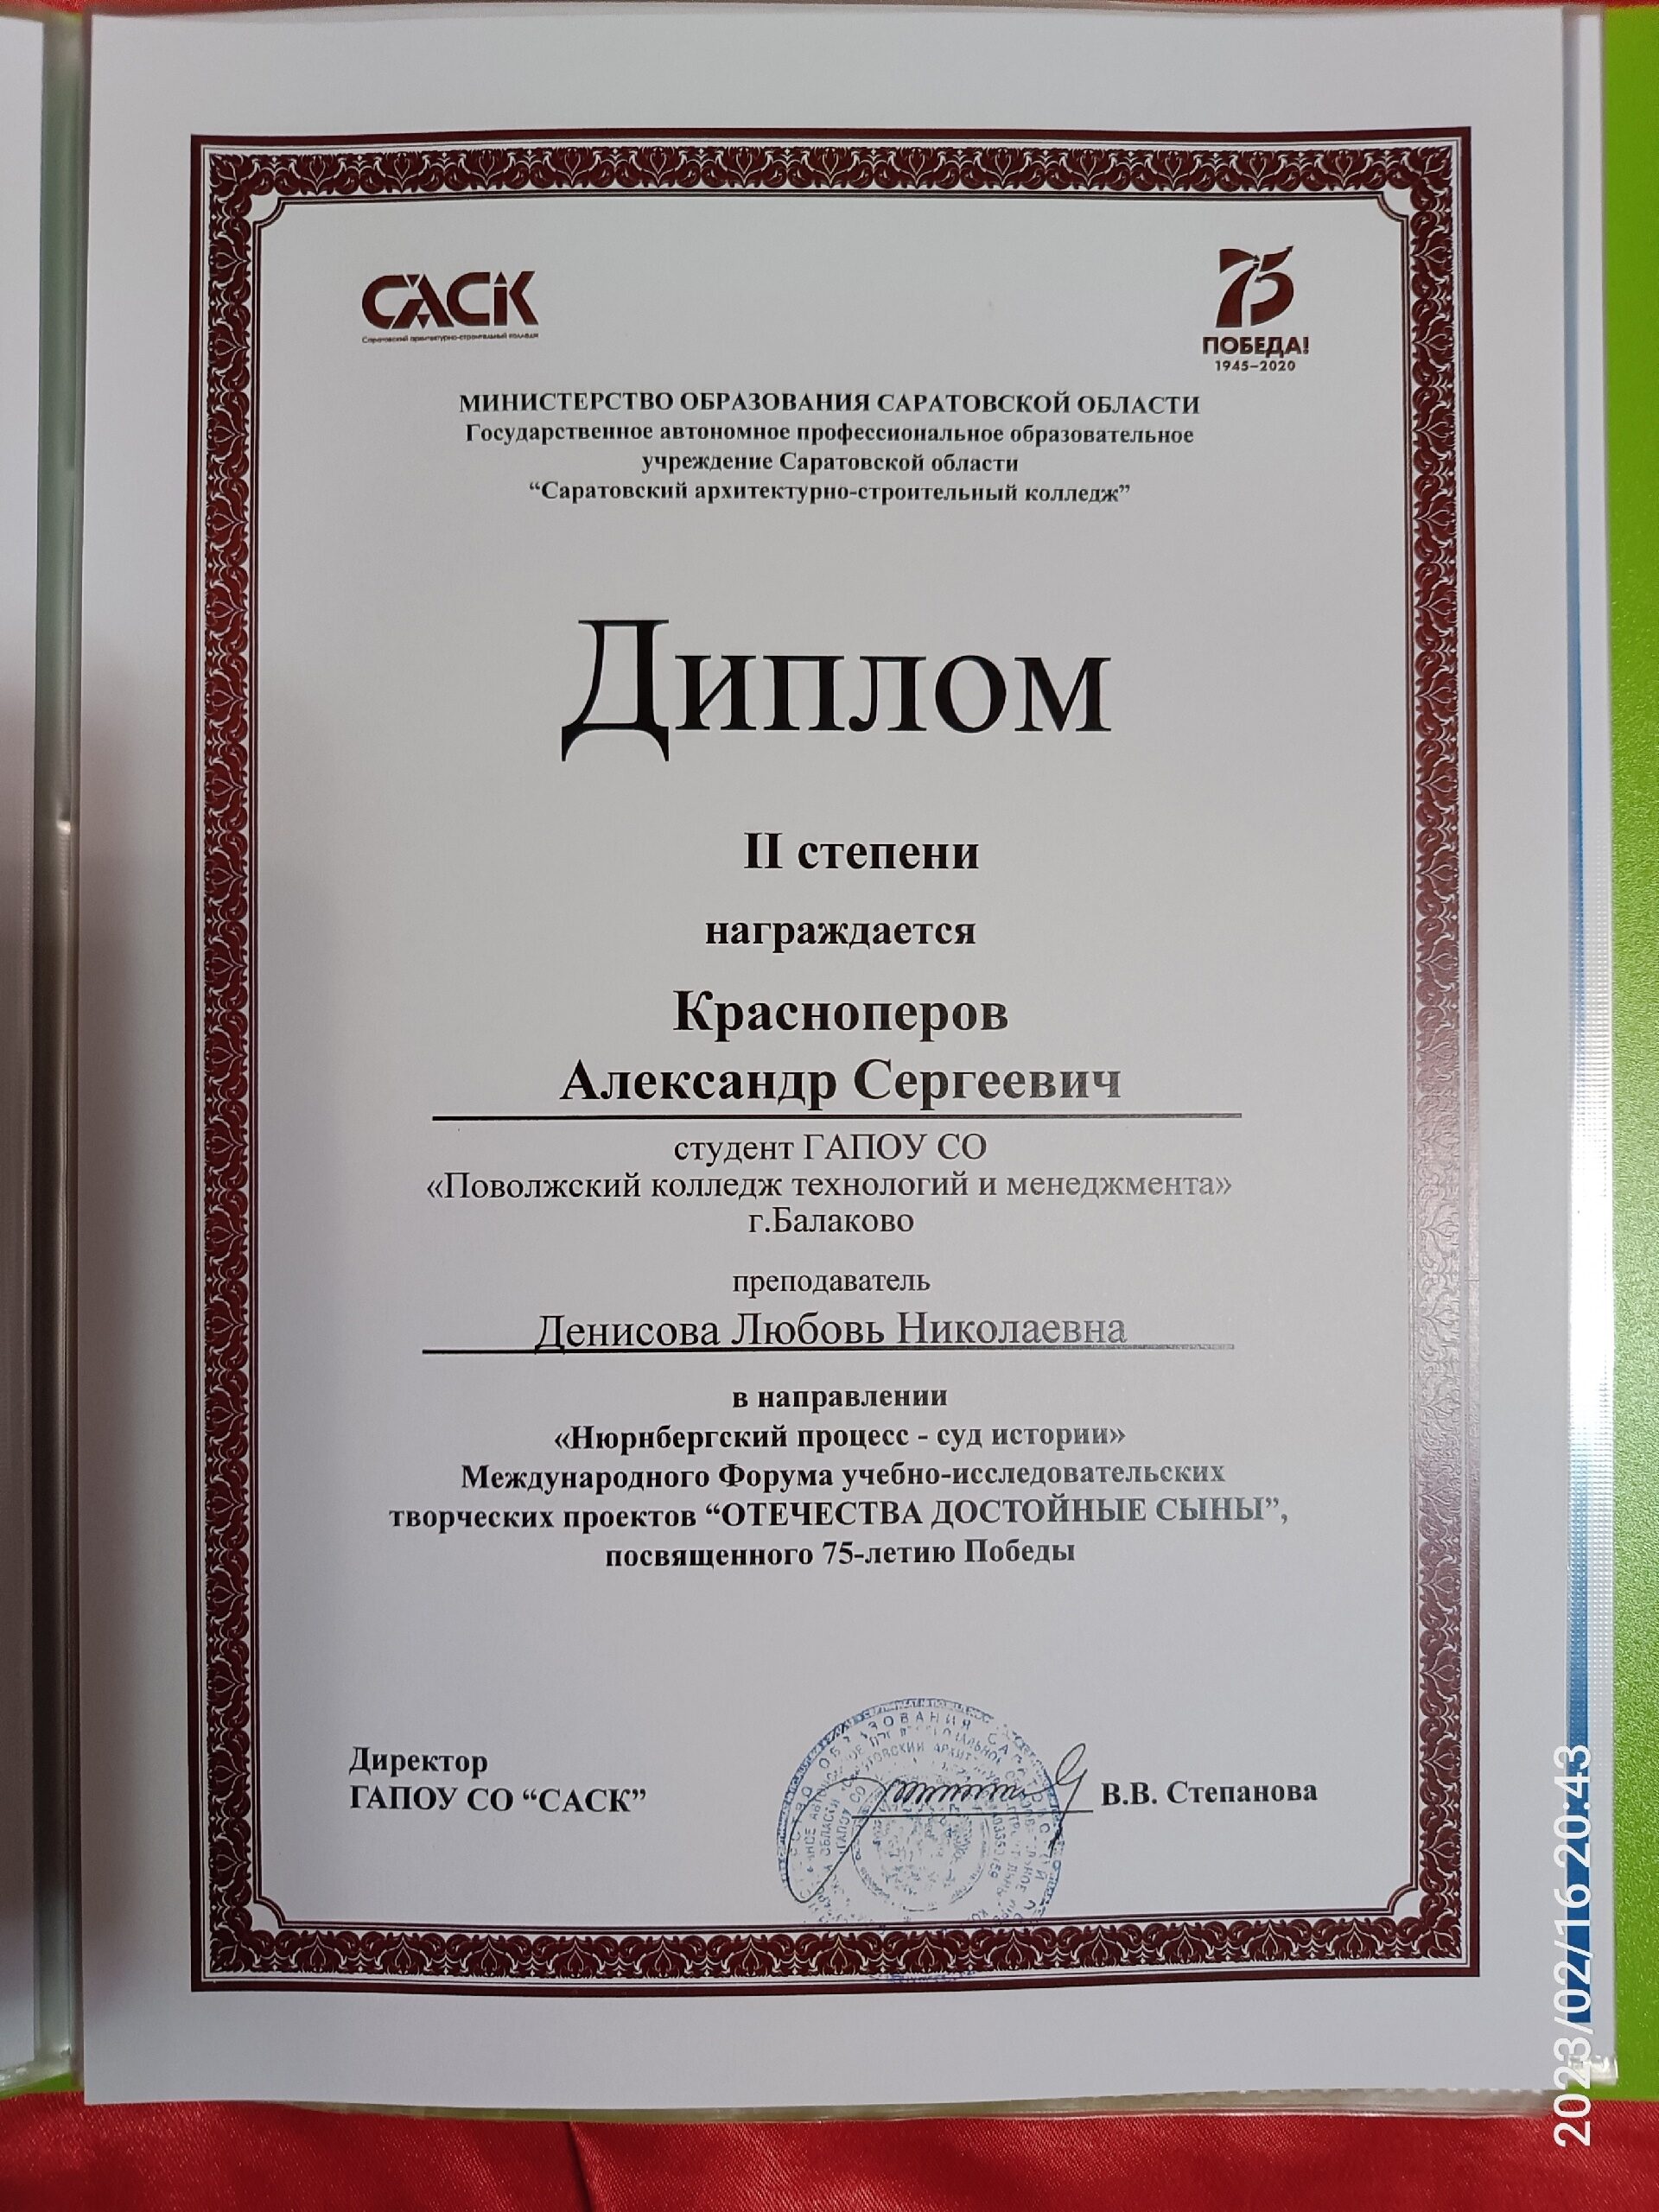 САСК
Саратовский архитектурно-строительный колледж
75
ПОБЕДА!
1945–2020
МИНИСТЕРСТВО ОБРАЗОВАНИЯ САРАТОВСКОЙ ОБЛАСТИ
Государственное автономное профессиональное образовательное
учреждение Саратовской области
“Саратовский архитектурно-строительный колледж”
Диплом
II степени
награждается
Красноперов
Александр Сергеевич
студент ГАПОУ СО
«Поволжский колледж технологий и менеджмента»
г.Балаково
преподаватель
Денисова Любовь Николаевна
в направлении
«Нюрнбергский процесс - суд истории»
Международного Форума учебно-исследовательских
творческих проектов “ОТЕЧЕСТВА ДОСТОЙНЫЕ СЫНЫ”,
посвященного 75-летию Победы
Директор
ГАПОУ СО “САСК”
В.В. Степанова
2023/02/16 20:43